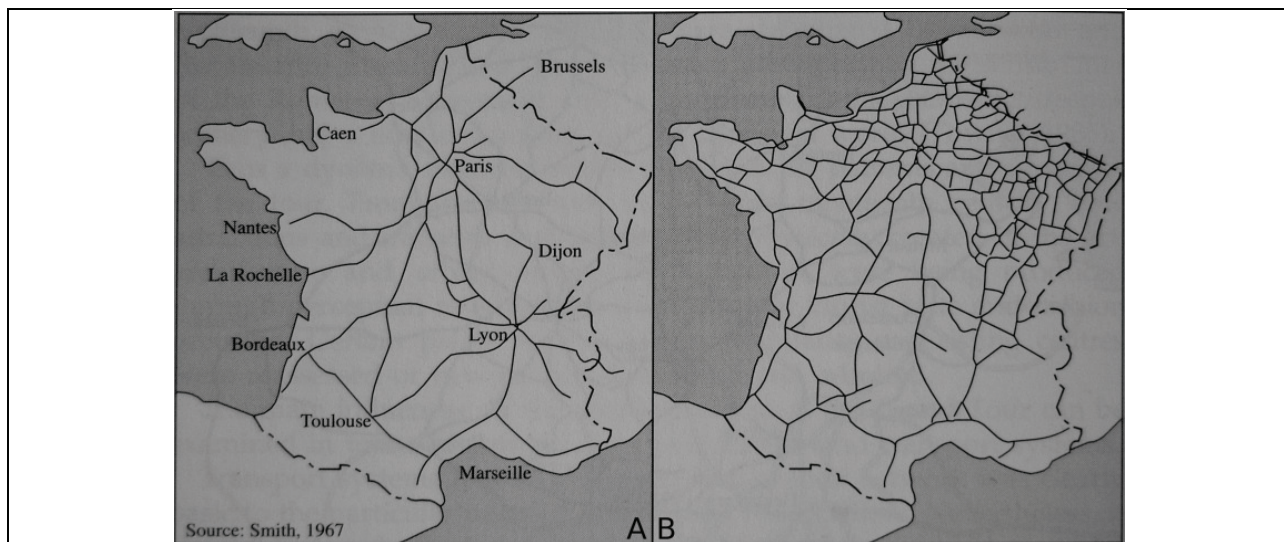 Brussels
Caen
Paris
Nantes
Dijon
La Rochelle
Lyon
Bordeaux
Toulouse
Marseille
Source: Smith, 1967
A
B